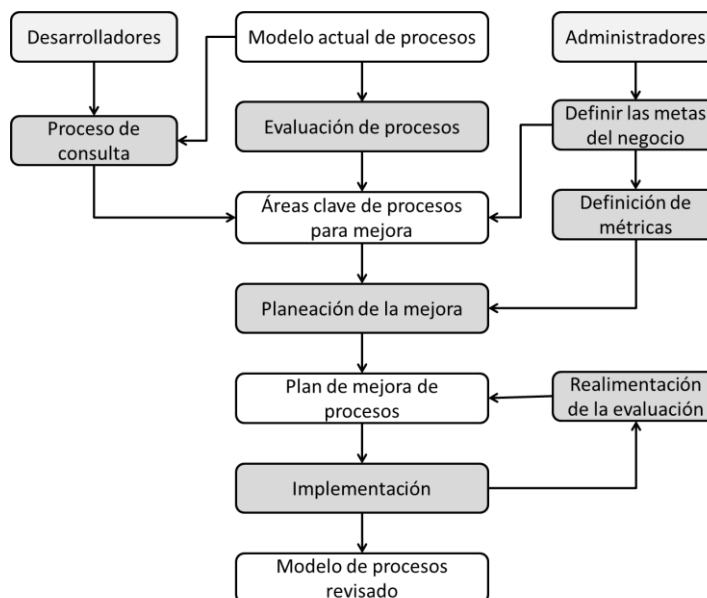 Desarrolladores
Modelo actual de procesos
Administradores
Proceso de
consulta
Evaluación de procesos
Definir las metas
del negocio
Áreas clave de procesos
para mejora
Definición de
métricas
Planeación de la mejora
Plan de mejora de
procesos
Realimentación
de la evaluación
Implementación
Modelo de procesos
revisado